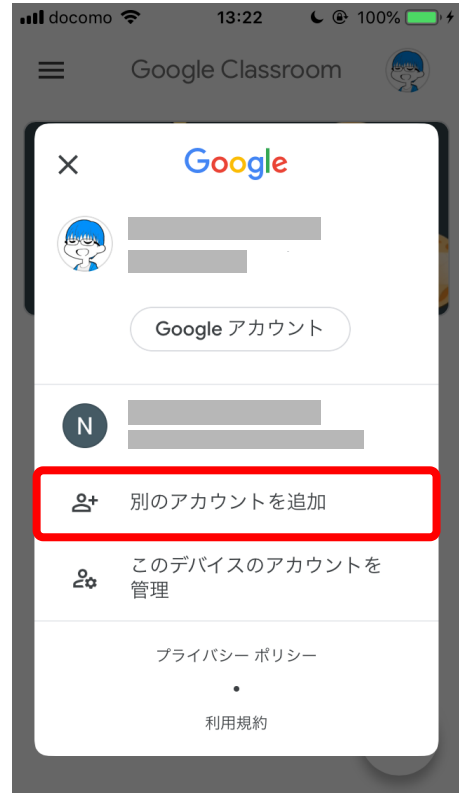 docomo 13:22 100%
Google Classroom
Google
Google アカウント
N
別のアカウントを追加
このデバイスのアカウントを
管理
プライバシー ポリシー
•
利用規約